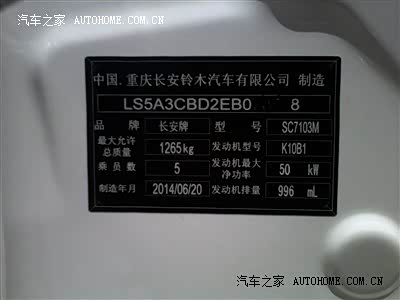 汽车之家 AUTOHOME.COM.CN
中国.重庆长安铃木汽车有限公司 制造
LS5A3CBD2EB0 8
品牌 长安牌 型号 SC7103M
最大允许总质量 1265kg 发动机型号 K10B1
乘员数 5 发动机最大净功率 50 kW
制造年月 2014/06/20 发动机排量 996 mL
汽车之家 AUTOHOME.COM.CN